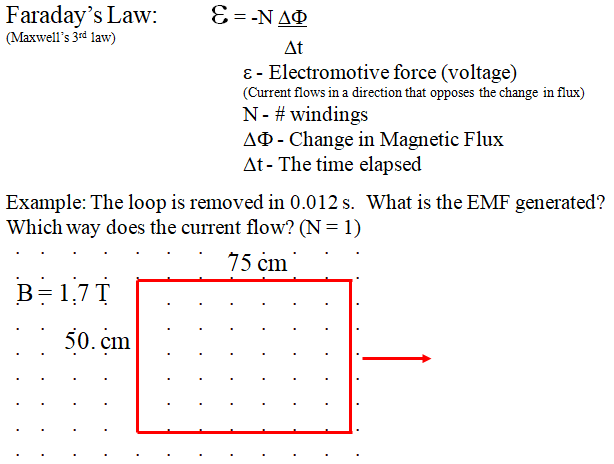 Faraday's Law: ℰ = -N ΔΦ
(Maxwell's 3rd law)
Δt
ε - Electromotive force (voltage)
(Current flows in a direction that opposes the change in flux)
N - # windings
ΔΦ - Change in Magnetic Flux
Δt - The time elapsed
Example: The loop is removed in 0.012 s. What is the EMF generated?
Which way does the current flow? (N = 1)
75 cm
B = 1.7 T
50. cm